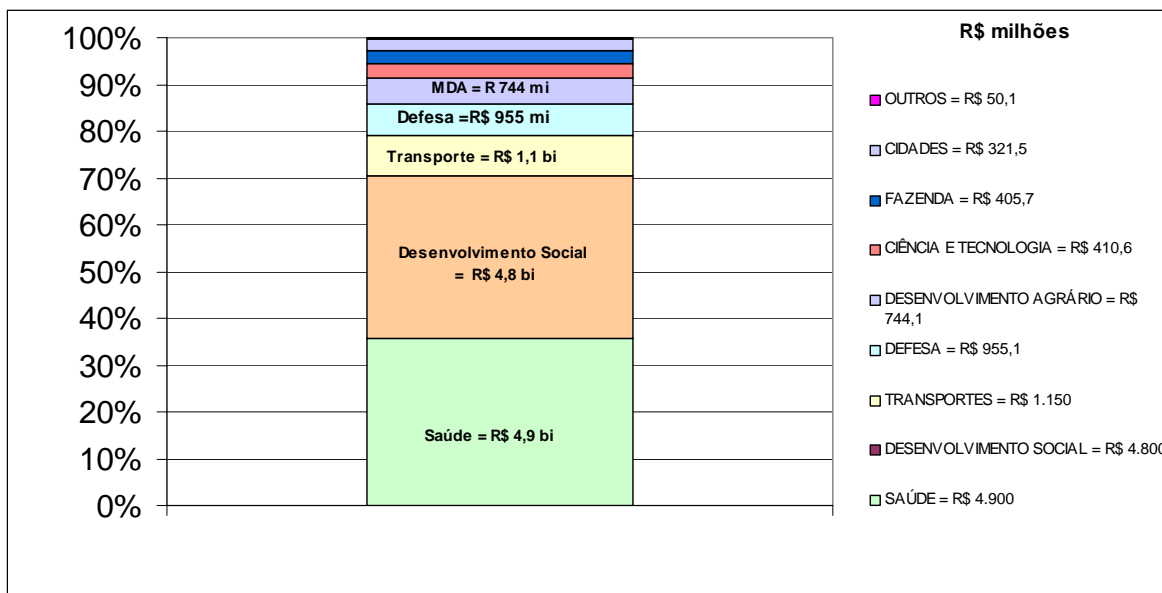 R$ milhões
100%
90%
80%
70%
60%
50%
40%
30%
20%
10%
0%
MDA = R 744 mi
Defesa =R$ 955 mi
Transporte = R$ 1,1 bi
Desenvolvimento Social
= R$ 4,8 bi
Saúde = R$ 4,9 bi
OUTROS = R$ 50,1
CIDADES = R$ 321,5
FAZENDA = R$ 405,7
CIÊNCIA E TECNOLOGIA = R$ 410,6
DESENVOLVIMENTO AGRÁRIO = R$
744,1
DEFESA = R$ 955,1
TRANSPORTES = R$ 1.150
DESENVOLVIMENTO SOCIAL = R$ 4.800
SAÚDE = R$ 4.900